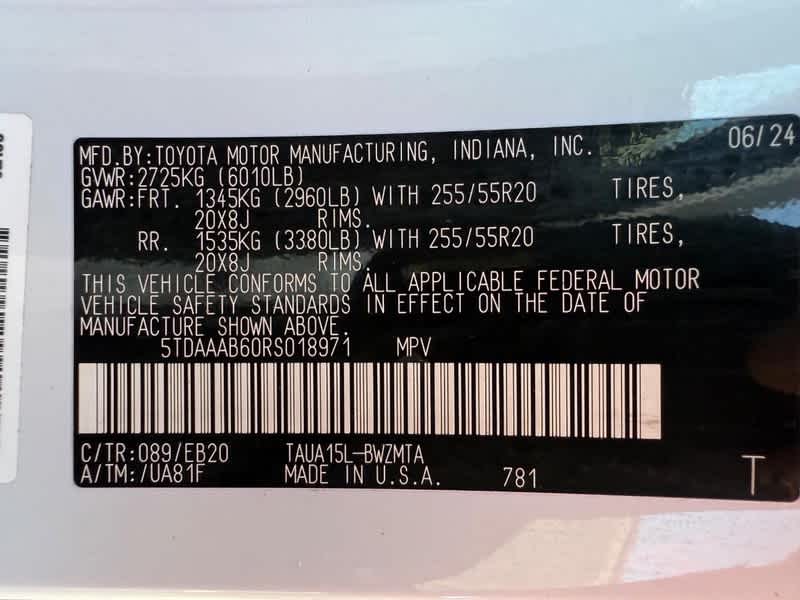 MFD.BY:TOYOTA MOTOR MANUFACTURING, INDIANA, INC. 06/24
GVWR:2725KG (6010LB)
GAWR:FRT. 1345KG (2960LB) WITH 255/55R20 TIRES,
20X8J RIMS.
RR. 1535KG (3380LB) WITH 255/55R20 TIRES,
20X8J RIMS.
THIS VEHICLE CONFORMS TO ALL APPLICABLE FEDERAL MOTOR
VEHICLE SAFETY STANDARDS IN EFFECT ON THE DATE OF
MANUFACTURE SHOWN ABOVE.
5TDAAAB60RS018971 MPV
C/TR:089/EB20 TAUA15L-BWZMTA
A/TM:/UA81F MADE IN U.S.A. 781
T